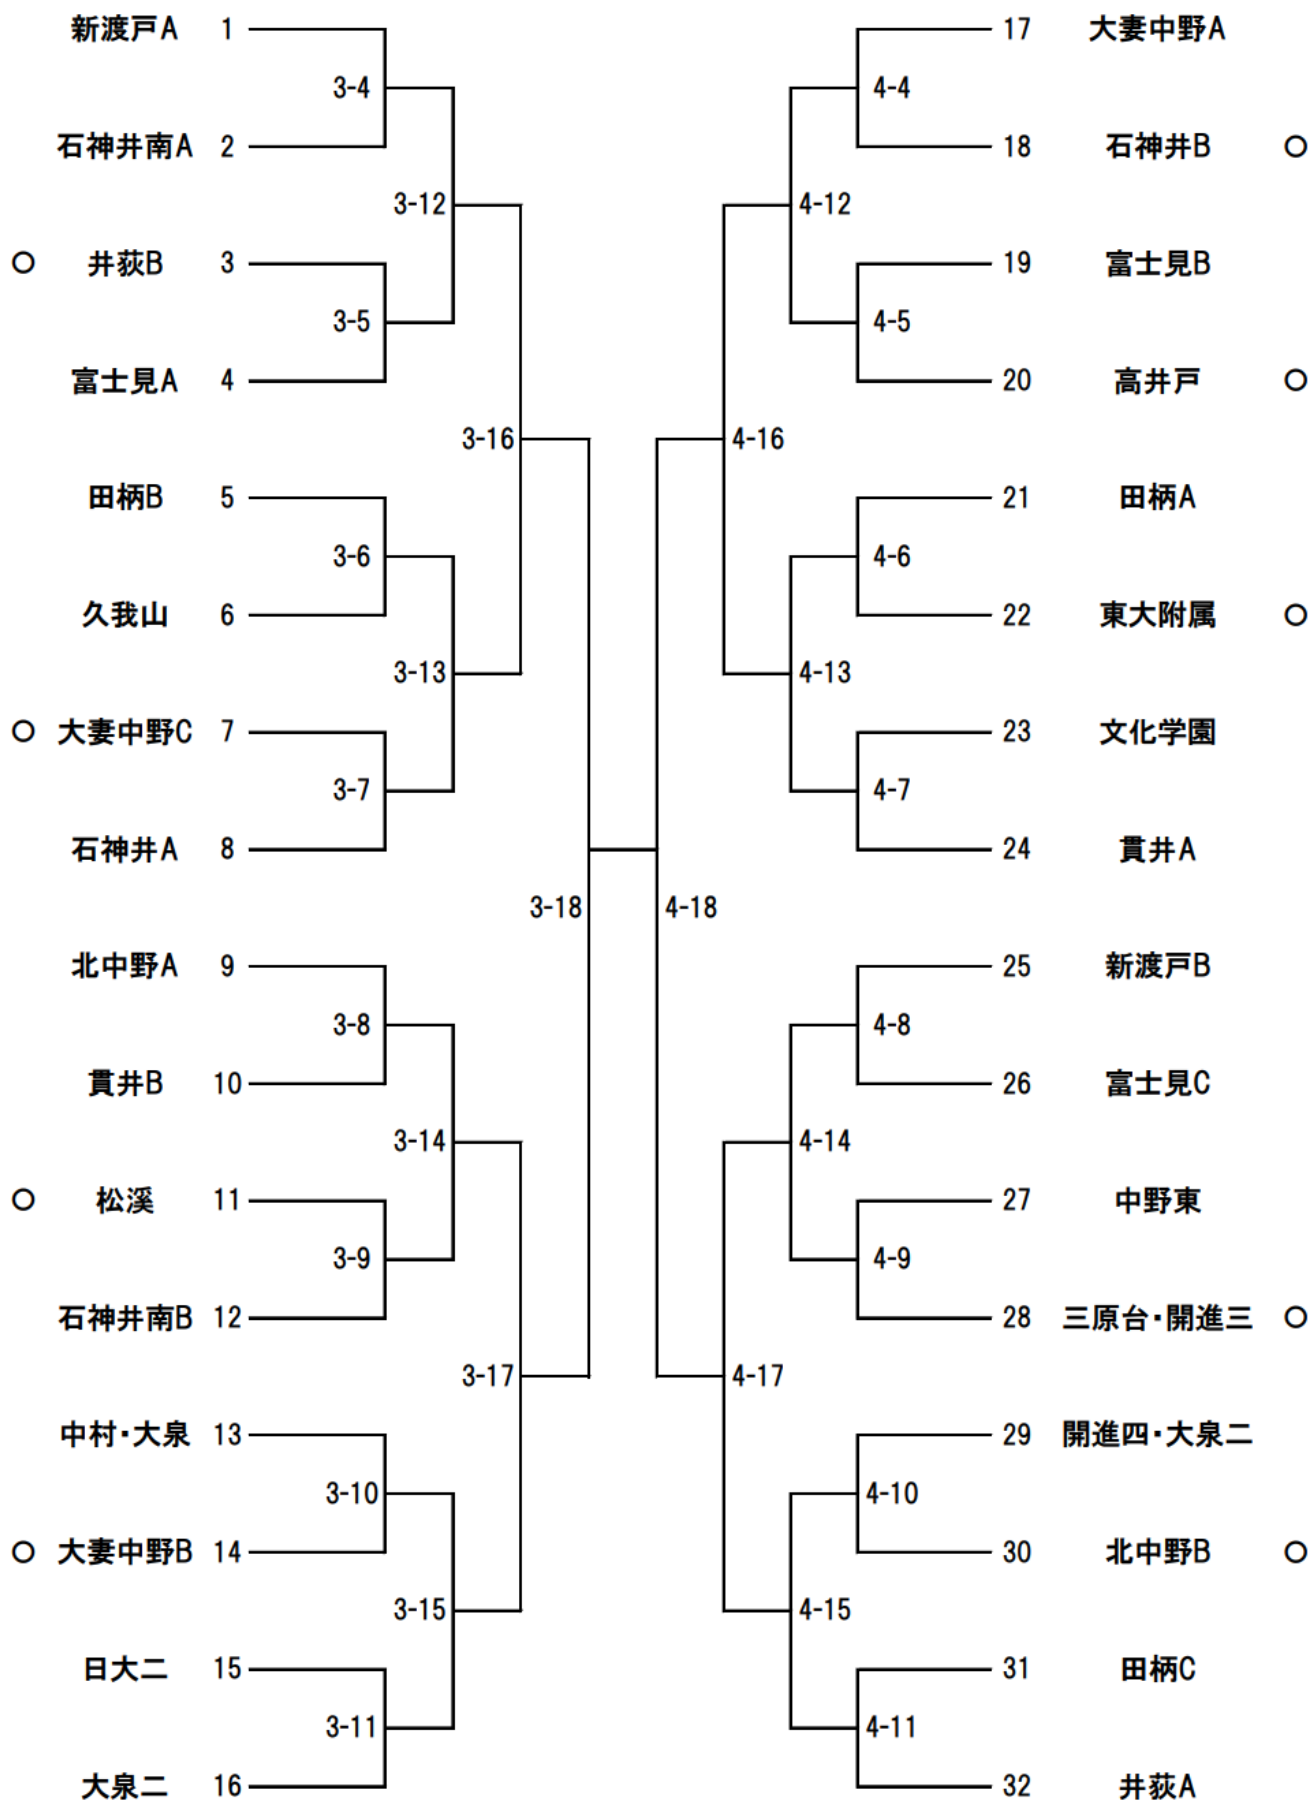 新渡戸A 1
17 大妻中野A
3-4
4-4
石神井南A 2
18 石神井B ○
3-12
4-12
○ 井荻B 3
19 富士見B
3-5
4-5
富士見A 4
20 高井戸 ○
3-16
4-16
田柄B 5
21 田柄A
3-6
4-6
久我山 6
22 東大附属 ○
3-13
4-13
○ 大妻中野C 7
23 文化学園
3-7
4-7
石神井A 8
24 貫井A
3-18
4-18
北中野A 9
25 新渡戸B
3-8
4-8
貫井B 10
26 富士見C
3-14
4-14
○ 松溪 11
27 中野東
3-9
4-9
石神井南B 12
28 三原台・開進三 ○
3-17
4-17
中村・大泉 13
29 開進四・大泉二
3-10
4-10
○ 大妻中野B 14
30 北中野B ○
3-15
4-15
日大二 15
31 田柄C
3-11
4-11
大泉二 16
32 井荻A